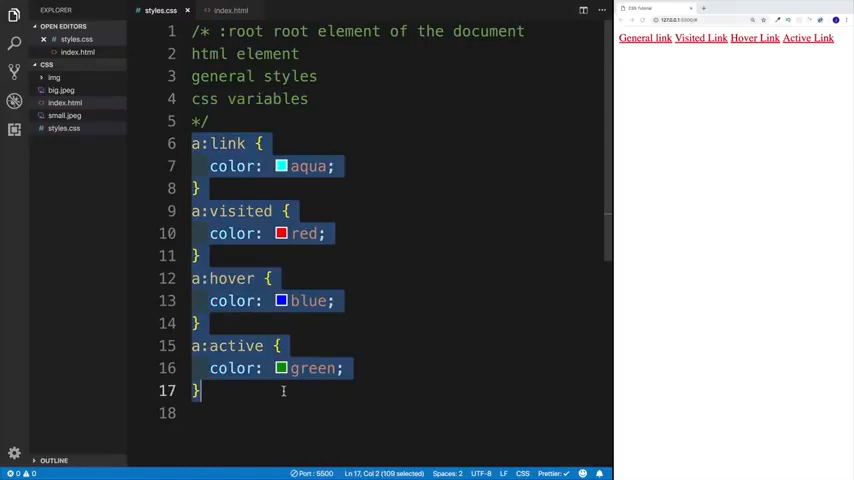 EXPLORER
OPEN EDITORS
styles.css
index.html
CSS
img
big.jpeg
index.html
small.jpeg
styles.css
OUTLINE
styles.css
index.html
1 /* :root root element of the document
2 html element
3 general styles
4 css variables
5 */
6 a:link {
7 color: aqua;
8 }
9 a:visited {
10 color: red;
11 }
12 a:hover {
13 color: blue;
14 }
15 a:active {
16 color: green;
17 }
18
0 0 Port : 5500 Ln 17, Col 2 (109 selected) Spaces: 2 UTF-8 LF CSS Prettier:
CSS Tutorial
General link Visited Link Hover Link Active Link